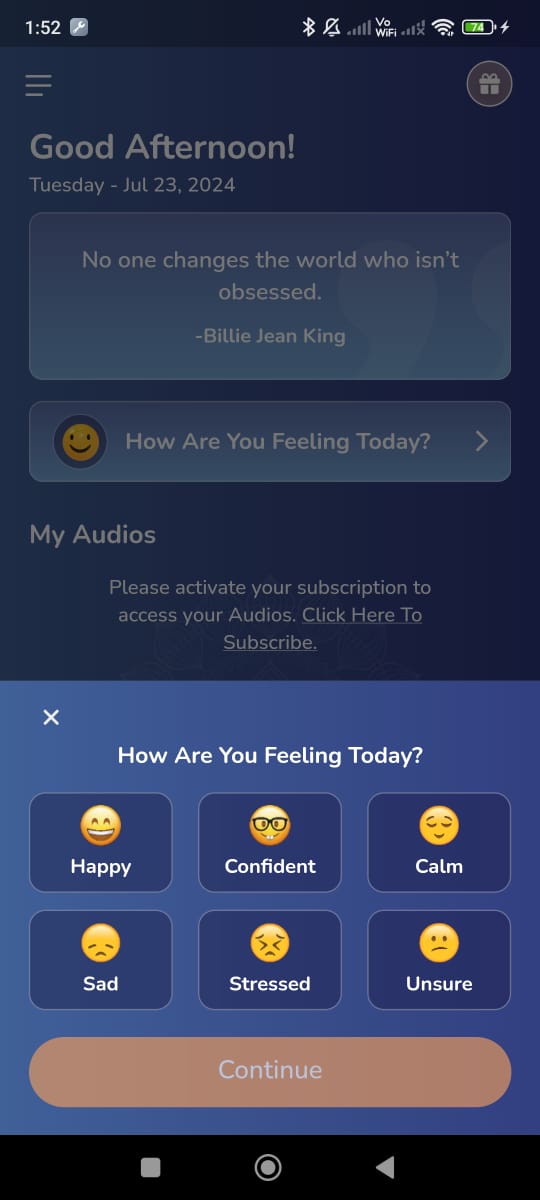 1:52
Vo
WiFi
74
Good Afternoon!
Tuesday - Jul 23, 2024
No one changes the world who isn’t
obsessed.
-Billie Jean King
How Are You Feeling Today?
My Audios
Please activate your subscription to
access your Audios. Click Here To
Subscribe.
How Are You Feeling Today?
Happy
Confident
Calm
Sad
Stressed
Unsure
Continue